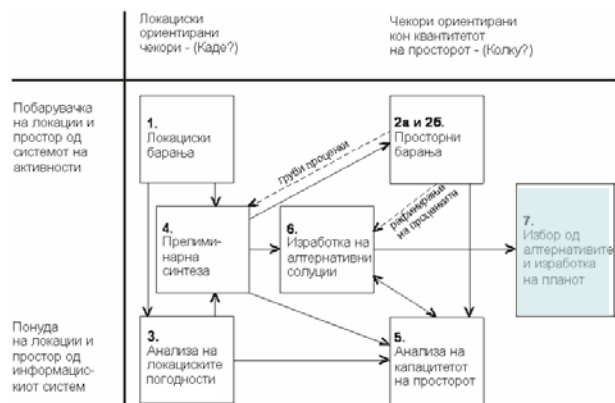 Локациски
ориентирани
чекори - (Каде?)
Чекори ориентирани
кон квантитетот
на просторот - (Колку?)
Побарувачка
на локации и
простор од
системот на
активности
1.
Локациски
барања
2а и 2б.
Просторни
барања
груби проценки
рафинирање
на проценките
4.
Прелими-
нарна
синтеза
6.
Изработка на
алтернативни
солуции
7.
Избор од
алтернативите
и изработка
на планот
Понуда
на локации и
простор од
информацис-
киот систем
3.
Анализа на
локациските
погодности
5.
Анализа на
капацитетот
на просторот